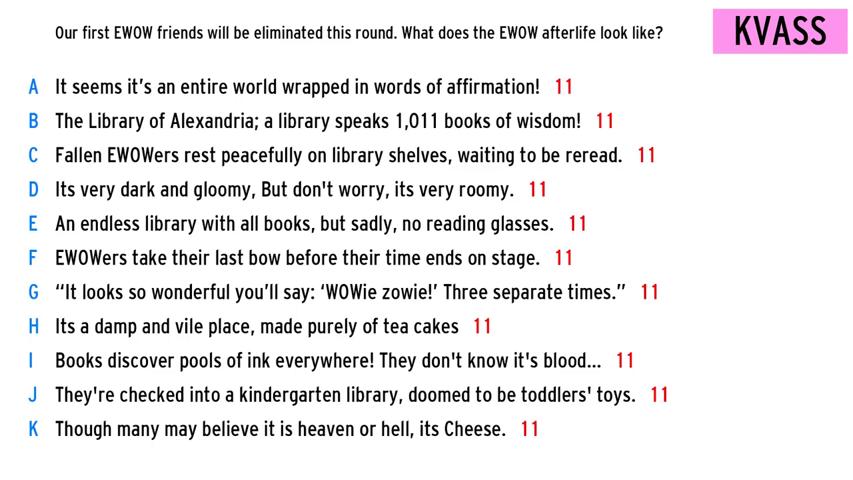 Our first EWOW friends will be eliminated this round. What does the EWOW afterlife look like?
KVASS
A It seems it's an entire world wrapped in words of affirmation! 11
B The Library of Alexandria; a library speaks 1,011 books of wisdom! 11
C Fallen EWOWers rest peacefully on library shelves, waiting to be reread. 11
D Its very dark and gloomy, But don't worry, its very roomy. 11
E An endless library with all books, but sadly, no reading glasses. 11
F EWOWers take their last bow before their time ends on stage. 11
G “It looks so wonderful you’ll say: ‘WOWie zowie!’ Three separate times.” 11
H Its a damp and vile place, made purely of tea cakes 11
I Books discover pools of ink everywhere! They don't know it's blood... 11
J They're checked into a kindergarten library, doomed to be toddlers' toys. 11
K Though many may believe it is heaven or hell, its Cheese. 11